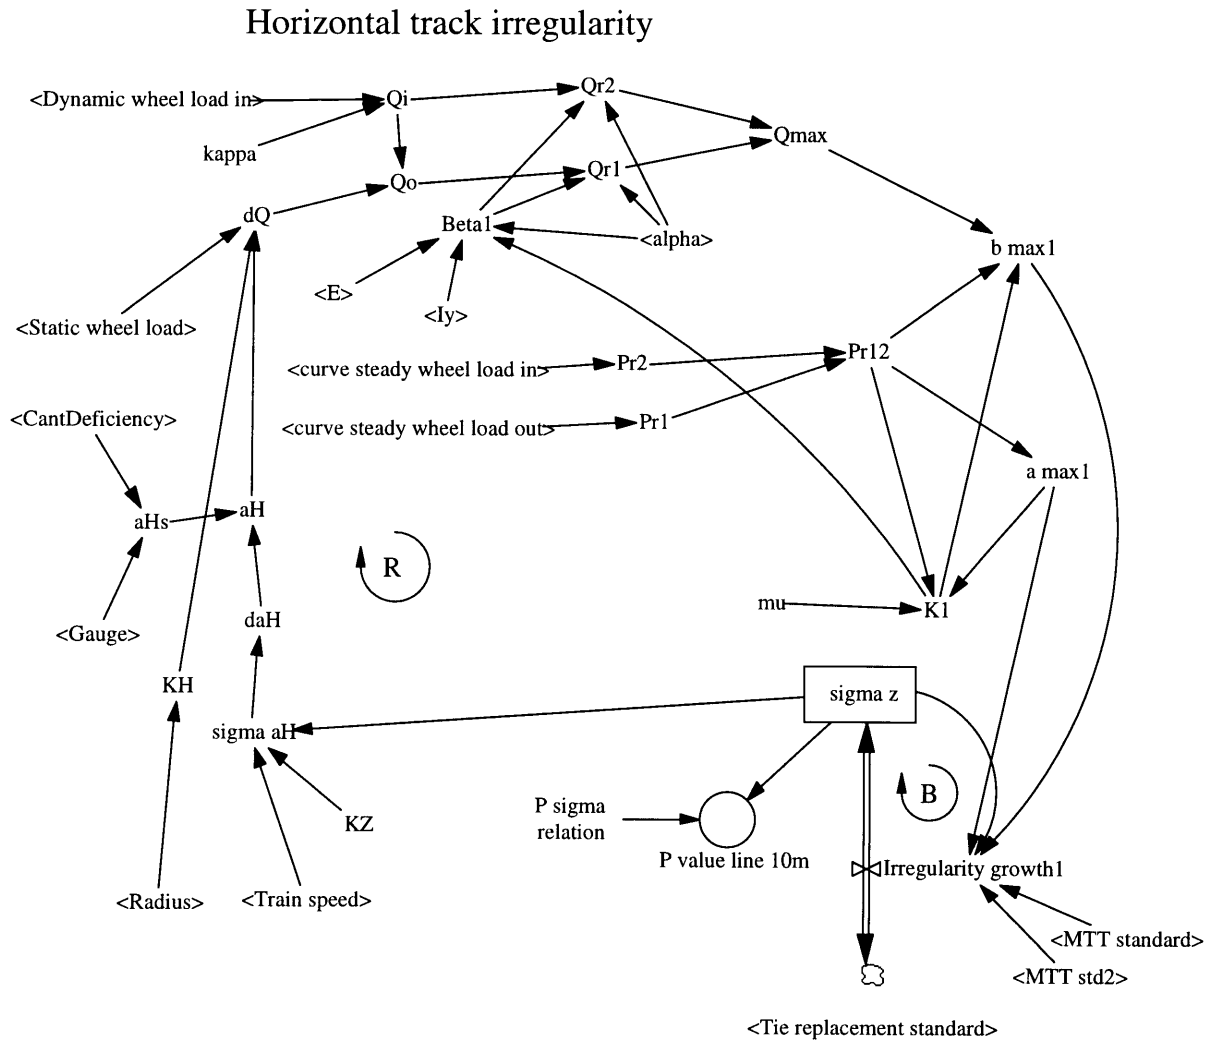 Horizontal track irregularity
<Dynamic wheel load in>
Qi
Qr2
kappa
Qmax
Qo
Qr1
dQ
Beta1
<alpha>
b max1
<E>
<Iy>
<Static wheel load>
<curve steady wheel load in>
Pr2
Pr12
<CantDeficiency>
<curve steady wheel load out>
Pr1
a max1
aHs
aH
R
mu
K1
<Gauge>
daH
KH
sigma z
sigma aH
B
P sigma
relation
KZ
P value line 10m
Irregularity growth1
<Radius>
<Train speed>
<MTT standard>
<MTT std2>
<Tie replacement standard>